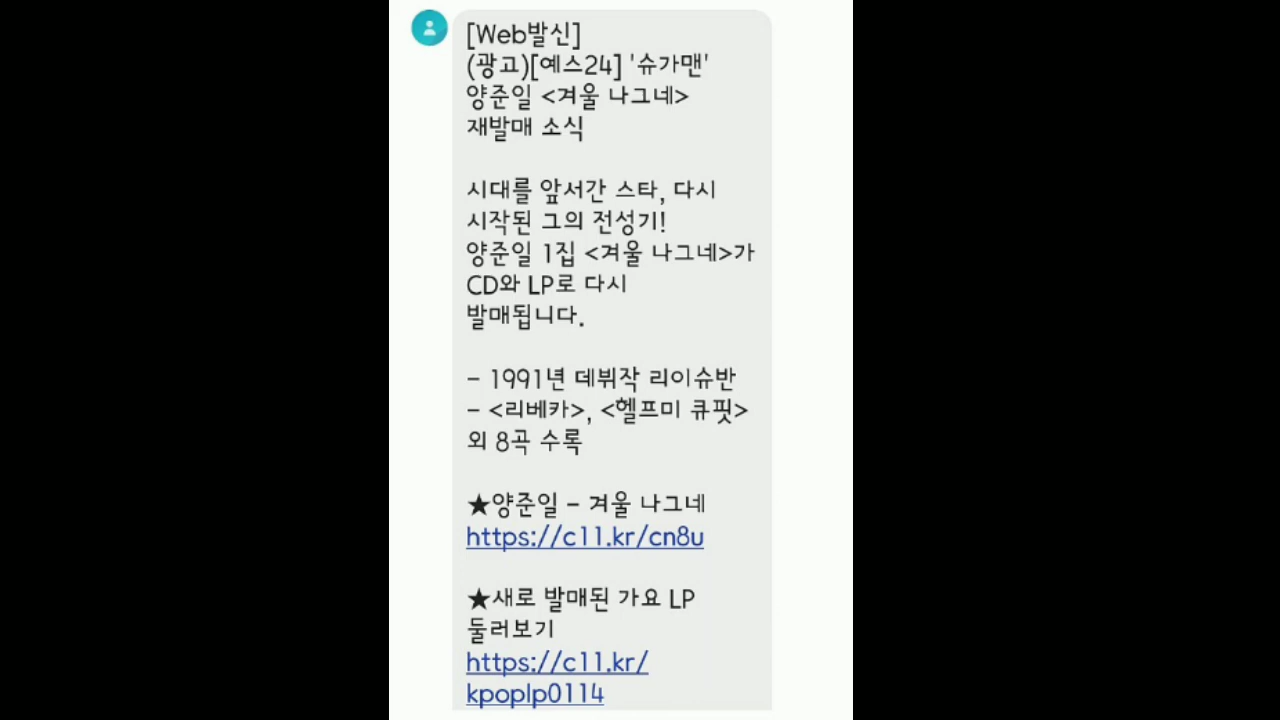 [Web발신]
(광고)[예스24] '슈가맨'
양준일 <겨울 나그네>
재발매 소식
시대를 앞서간 스타, 다시
시작된 그의 전성기!
양준일 1집 <겨울 나그네>가
CD와 LP로 다시
발매됩니다.
- 1991년 데뷔작 리이슈반
- <리베카>, <헬프미 큐핏>
외 8곡 수록
★양준일 - 겨울 나그네
https://c11.kr/cn8u
★새로 발매된 가요 LP
둘러보기
https://c11.kr/
kpoplp0114